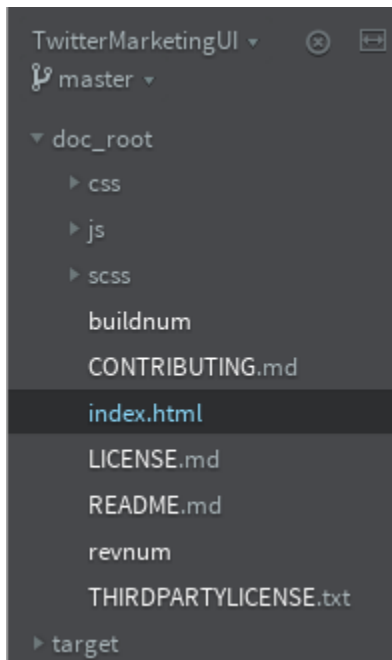 TwitterMarketingUI
master
doc_root
css
js
scss
buildnum
CONTRIBUTING.md
index.html
LICENSE.md
README.md
revnum
THIRDPARTYLICENSE.txt
target